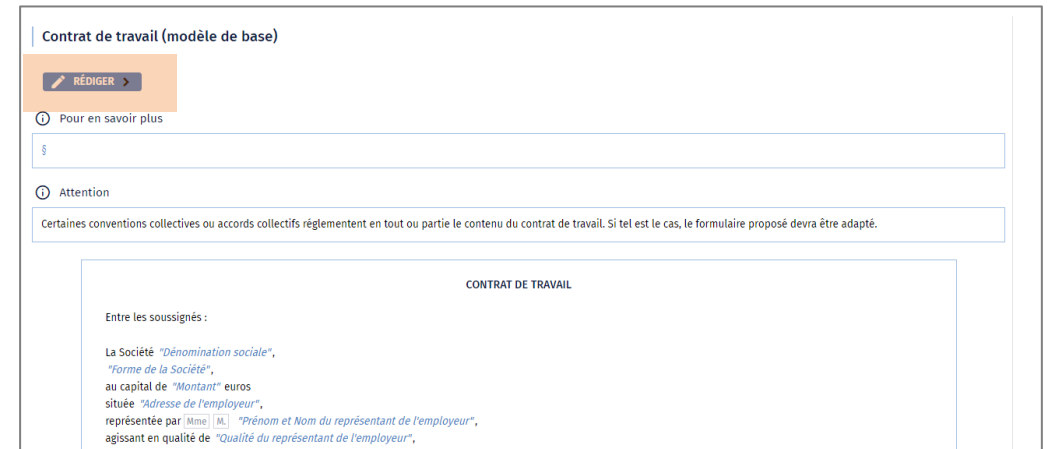 Contrat de travail (modèle de base)
RÉDIGER >
Pour en savoir plus
§
Attention
Certaines conventions collectives ou accords collectifs réglementent en tout ou partie le contenu du contrat de travail. Si tel est le cas, le formulaire proposé devra être adapté.
CONTRAT DE TRAVAIL
Entre les soussignés :
La Société "Dénomination sociale",
"Forme de la Société",
au capital de "Montant" euros
située "Adresse de l'employeur",
représentée par Mme M. "Prénom et Nom du représentant de l'employeur",
agissant en qualité de "Qualité du représentant de l'employeur",